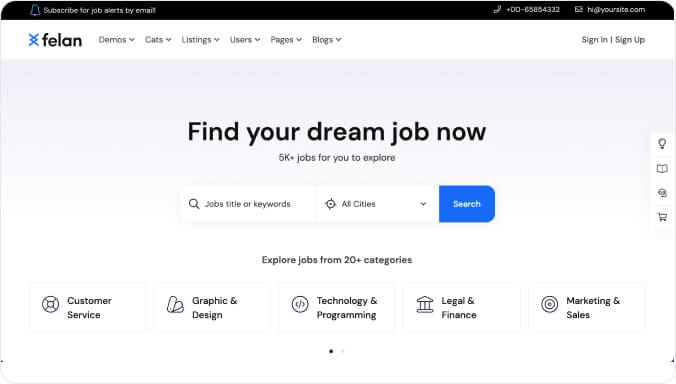 Subscribe for job alerts by email!
+00-65854332
hi@yoursite.com
felan
Demos
Cats
Listings
Users
Pages
Blogs
Sign In | Sign Up
Find your dream job now
5K+ jobs for you to explore
Jobs title or keywords
All Cities
Search
Explore jobs from 20+ categories
Customer
Service
Graphic &
Design
Technology &
Programming
Legal &
Finance
Marketing &
Sales